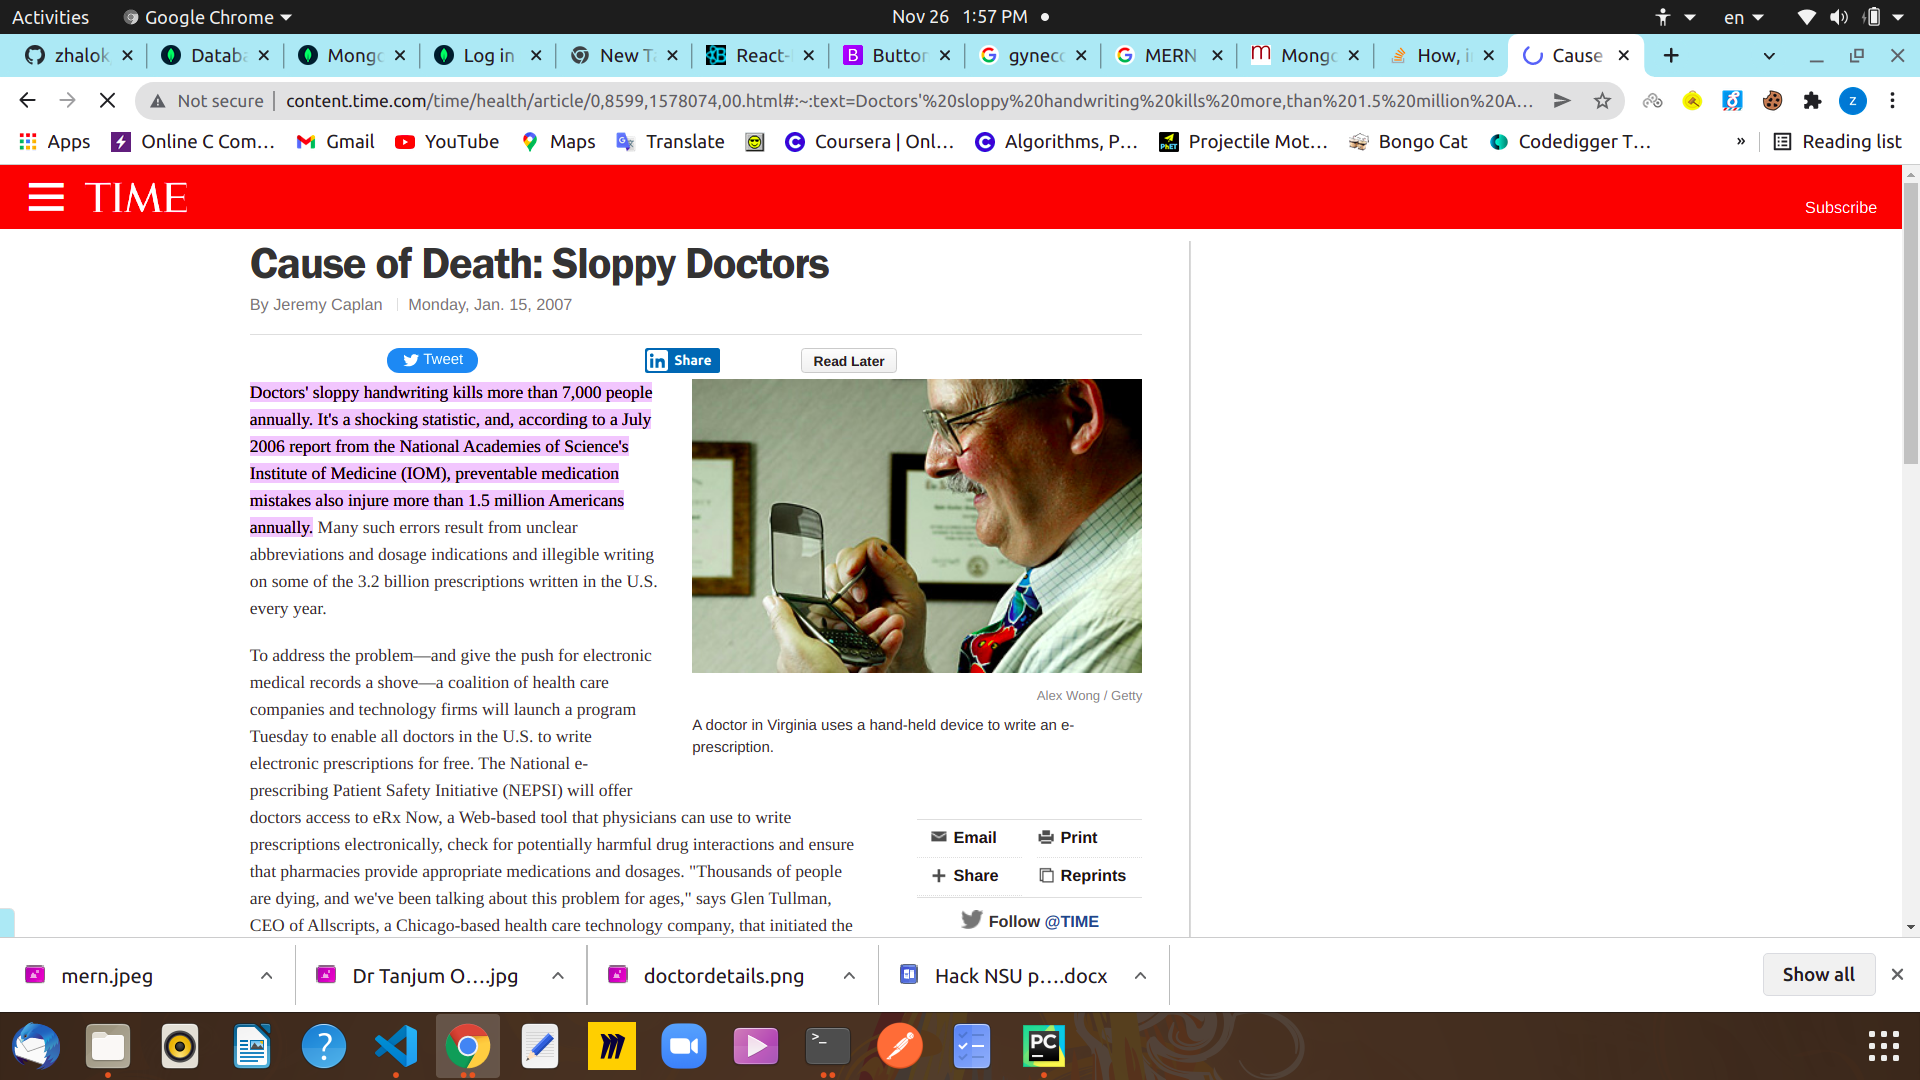 Activities
Google Chrome
Nov 26 1:57 PM
en
zhalok
Databa
Mongo
Log in
New Ta
React-
Button
gyneco
MERN
Mongo
How, i
Cause
Not secure
content.time.com/time/health/article/0,8599,1578074,00.html#:~:text=Doctors'%20sloppy%20handwriting%20kills%20more,than%201.5%20million%20A...
z
Apps
Online C Com...
Gmail
YouTube
Maps
Translate
Coursera | Onl...
Algorithms, P...
Projectile Mot...
Bongo Cat
Codedigger T...
»
Reading list
TIME
Subscribe
Cause of Death: Sloppy Doctors
By Jeremy Caplan | Monday, Jan. 15, 2007
Tweet
in Share
Read Later
Doctors' sloppy handwriting kills more than 7,000 people
annually. It's a shocking statistic, and, according to a July
2006 report from the National Academies of Science's
Institute of Medicine (IOM), preventable medication
mistakes also injure more than 1.5 million Americans
annually. Many such errors result from unclear
abbreviations and dosage indications and illegible writing
on some of the 3.2 billion prescriptions written in the U.S.
every year.
To address the problem—and give the push for electronic
medical records a shove—a coalition of health care
companies and technology firms will launch a program
Tuesday to enable all doctors in the U.S. to write
electronic prescriptions for free. The National e-
prescribing Patient Safety Initiative (NEPSI) will offer
doctors access to eRx Now, a Web-based tool that physicians can use to write
prescriptions electronically, check for potentially harmful drug interactions and ensure
that pharmacies provide appropriate medications and dosages. "Thousands of people
are dying, and we've been talking about this problem for ages," says Glen Tullman,
CEO of Allscripts, a Chicago-based health care technology company, that initiated the
Alex Wong / Getty
A doctor in Virginia uses a hand-held device to write an e-
prescription.
Email
Print
Share
Reprints
Follow @TIME
mern.jpeg
Dr Tanjum O....jpg
doctordetails.png
Hack NSU p....docx
Show all
PC